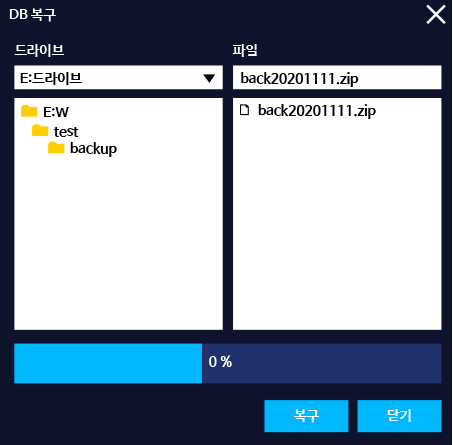 DB 복구
드라이브
파일
E:드라이브
back20201111.zip
E:W
test
backup
back20201111.zip
0 %
복구
닫기